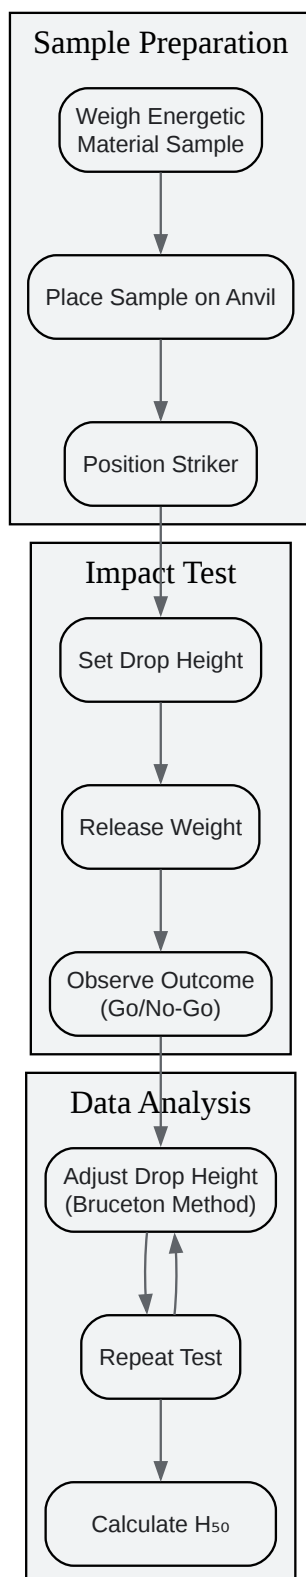 Sample Preparation
Weigh Energetic
Material Sample
Place Sample on Anvil
Position Striker
Impact Test
Set Drop Height
Release Weight
Observe Outcome
(Go/No-Go)
Data Analysis
Adjust Drop Height
(Bruceton Method)
Repeat Test
Calculate H₅₀